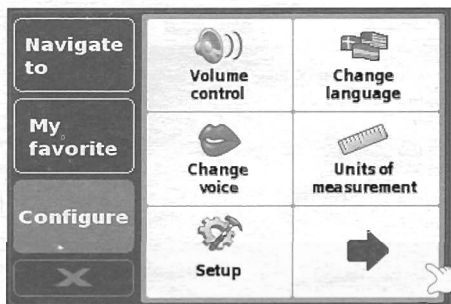 Navigate
to
My
favorite
Configure
Volume
control
Change
language
Change
voice
Units of
measurement
Setup